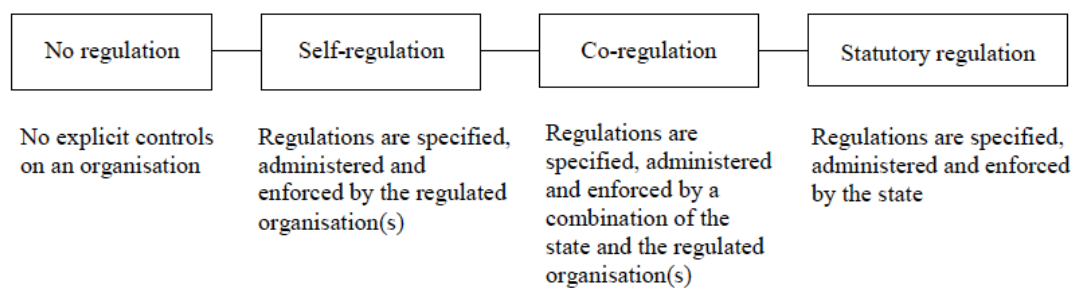 No regulation
Self-regulation
Co-regulation
Statutory regulation
No explicit controls
on an organisation
Regulations are specified,
administered and
enforced by the regulated
organisation(s)
Regulations are
specified, administered
and enforced by a
combination of the
state and the regulated
organisation(s)
Regulations are specified,
administered and enforced
by the state